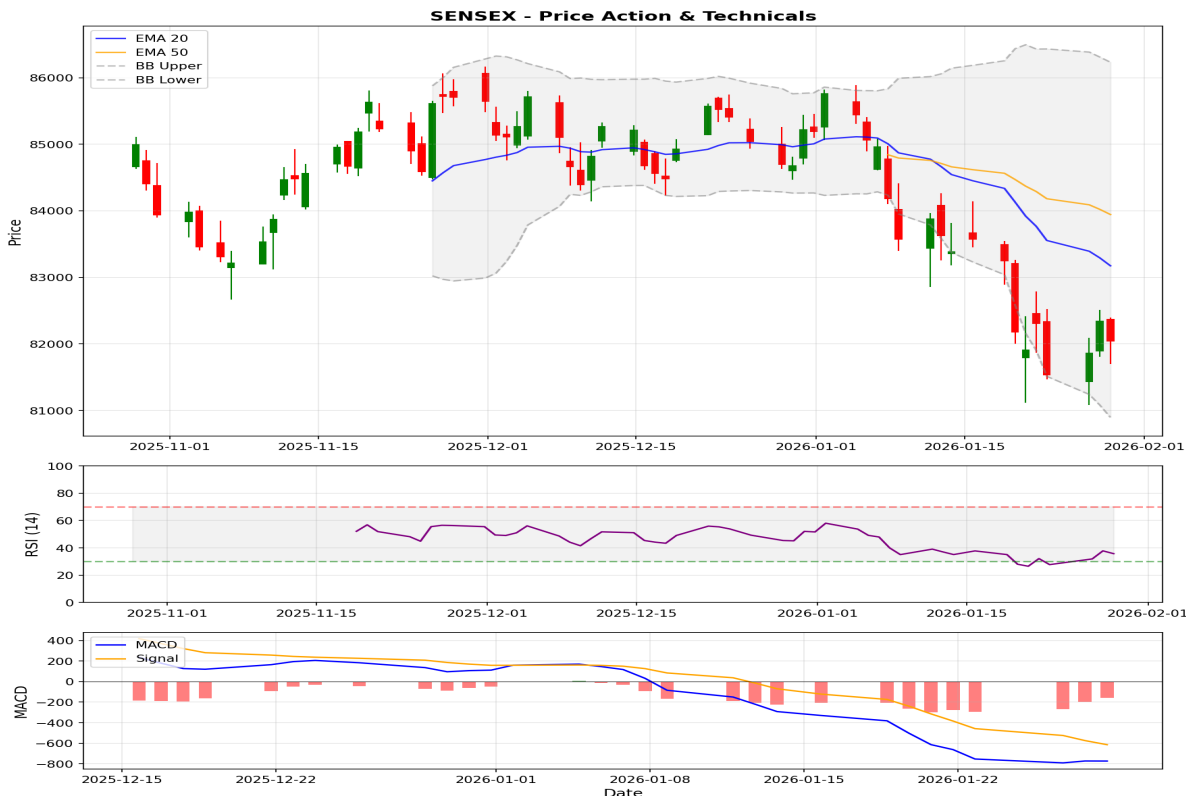 SENSEX - Price Action & Technicals
EMA 20
EMA 50
BB Upper
BB Lower
Price
86000
85000
84000
83000
82000
81000
2025-11-01 2025-11-15 2025-12-01 2025-12-15 2026-01-01 2026-01-15 2026-02-01
RSI (14)
100
80
60
40
20
0
2025-11-01 2025-11-15 2025-12-01 2025-12-15 2026-01-01 2026-01-15 2026-02-01
MACD
Signal
MACD
400
200
0
−200
−400
−600
−800
2025-12-15 2025-12-22 2026-01-01 2026-01-08 2026-01-15 2026-01-22
Date